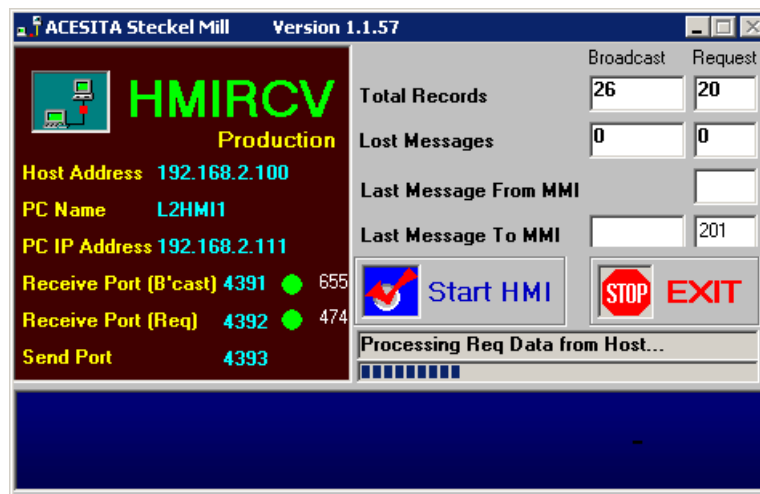 ACESITA Steckel Mill Version 1.1.57
HMIRCV
Production
Host Address 192.168.2.100
PC Name L2HMI1
PC IP Address 192.168.2.111
Receive Port (B'cast) 4391 655
Receive Port (Req) 4392 474
Send Port 4393
Broadcast Request
Total Records 26 20
Lost Messages 0 0
Last Message From MMI
Last Message To MMI 201
Start HMI
STOP EXIT
Processing Req Data from Host...